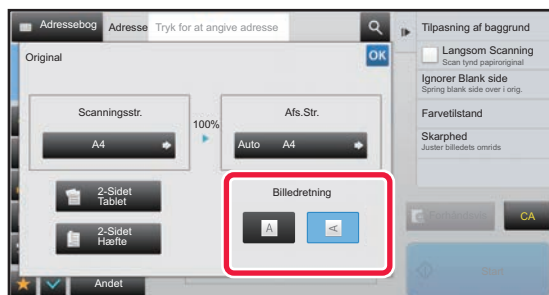 Adressebog Adresse Tryk for at angive adresse
Original
OK
Scanningsstr.
A4
100%
Afs.Str.
Auto A4
2-Sidet
Tablet
2-Sidet
Hæfte
Billedretning
A
A
Andet
Tilpasning af baggrund
Langsom Scanning
Scan tynd papiroriginal
Ignorer Blank side
Spring blank side over i orig.
Farvetilstand
Skarphed
Juster billedets omrids
CA
Start